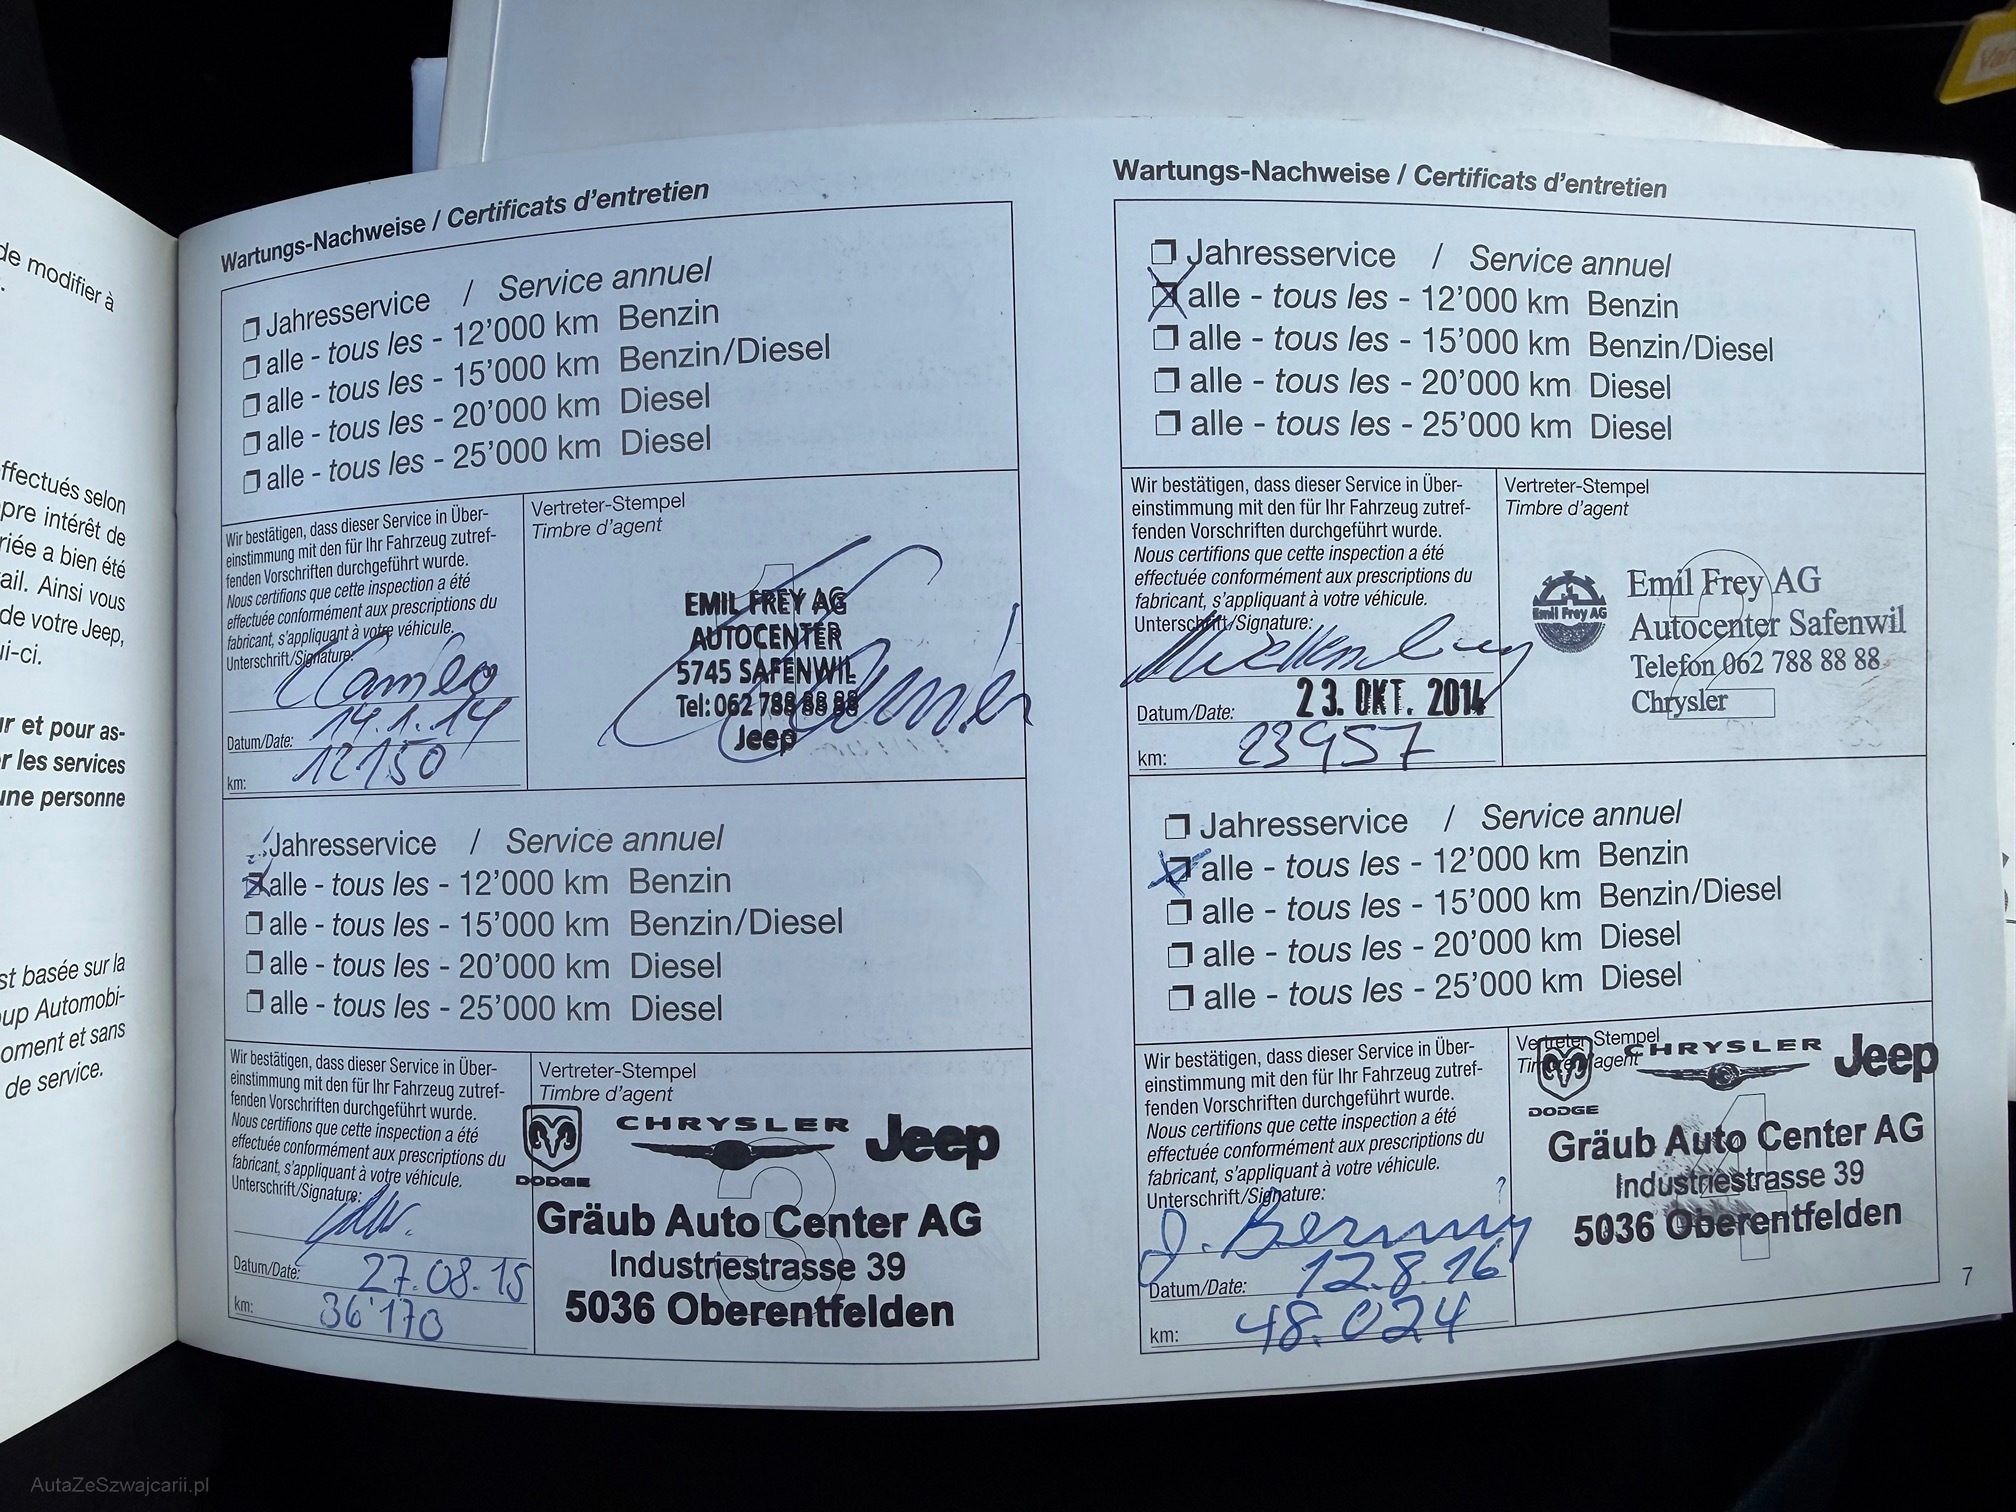 de modifier à
ffectués selon
pre intérêt de
riée a bien été
ail. Ainsi vous
de votre Jeep,
ui-ci.
ur et pour as-
r les services
une personne
st basée sur la
oup Automobi-
oment et sans
de service.
Wartungs-Nachweise / Certificats d'entretien
Jahresservice / Service annuel
alle - tous les - 12'000 km Benzin
alle - tous les - 15'000 km Benzin/Diesel
alle - tous les - 20'000 km Diesel
alle - tous les - 25'000 km Diesel
Wir bestätigen, dass dieser Service in Über-
einstimmung mit den für Ihr Fahrzeug zutref-
fenden Vorschriften durchgeführt wurde.
Nous certifions que cette inspection a été
effectuée conformément aux prescriptions du
fabricant, s'appliquant à votre véhicule.
Unterschrift/Signature:
Datum/Date: 14.1.14
km: 12150
Vertreter-Stempel
Timbre d'agent
1
EMIL FREY AG
AUTOCENTER
5745 SAFENWIL
Tel: 062 788 88 88
Jeep
Jahresservice / Service annuel
alle - tous les - 12'000 km Benzin
alle - tous les - 15'000 km Benzin/Diesel
alle - tous les - 20'000 km Diesel
alle - tous les - 25'000 km Diesel
Wir bestätigen, dass dieser Service in Über-
einstimmung mit den für Ihr Fahrzeug zutref-
fenden Vorschriften durchgeführt wurde.
Nous certifions que cette inspection a été
effectuée conformément aux prescriptions du
fabricant, s'appliquant à votre véhicule.
Unterschrift/Signature:
Datum/Date: 27.08.15
km: 36'170
Vertreter-Stempel
Timbre d'agent
3
DODGE
CHRYSLER
Jeep
Gräub Auto Center AG
Industriestrasse 39
5036 Oberentfelden
Wartungs-Nachweise / Certificats d'entretien
Jahresservice / Service annuel
alle - tous les - 12'000 km Benzin
alle - tous les - 15'000 km Benzin/Diesel
alle - tous les - 20'000 km Diesel
alle - tous les - 25'000 km Diesel
Wir bestätigen, dass dieser Service in Über-
einstimmung mit den für Ihr Fahrzeug zutref-
fenden Vorschriften durchgeführt wurde.
Nous certifions que cette inspection a été
effectuée conformément aux prescriptions du
fabricant, s'appliquant à votre véhicule.
Unterschrift/Signature:
Datum/Date: 23. OKT. 2014
km: 23957
Vertreter-Stempel
Timbre d'agent
2
Emil Frey AG
Emil Frey AG
Autocenter Safenwil
Telefon 062 788 88 88
Chrysler
Jahresservice / Service annuel
alle - tous les - 12'000 km Benzin
alle - tous les - 15'000 km Benzin/Diesel
alle - tous les - 20'000 km Diesel
alle - tous les - 25'000 km Diesel
Wir bestätigen, dass dieser Service in Über-
einstimmung mit den für Ihr Fahrzeug zutref-
fenden Vorschriften durchgeführt wurde.
Nous certifions que cette inspection a été
effectuée conformément aux prescriptions du
fabricant, s'appliquant à votre véhicule.
Unterschrift/Signature:
Datum/Date: 12.8.16
km: 48.024
Vertreter-Stempel
Timbre d'agent
4
DODGE
CHRYSLER
Jeep
Gräub Auto Center AG
Industriestrasse 39
5036 Oberentfelden
7
AutaZeSzwajcarii.pl